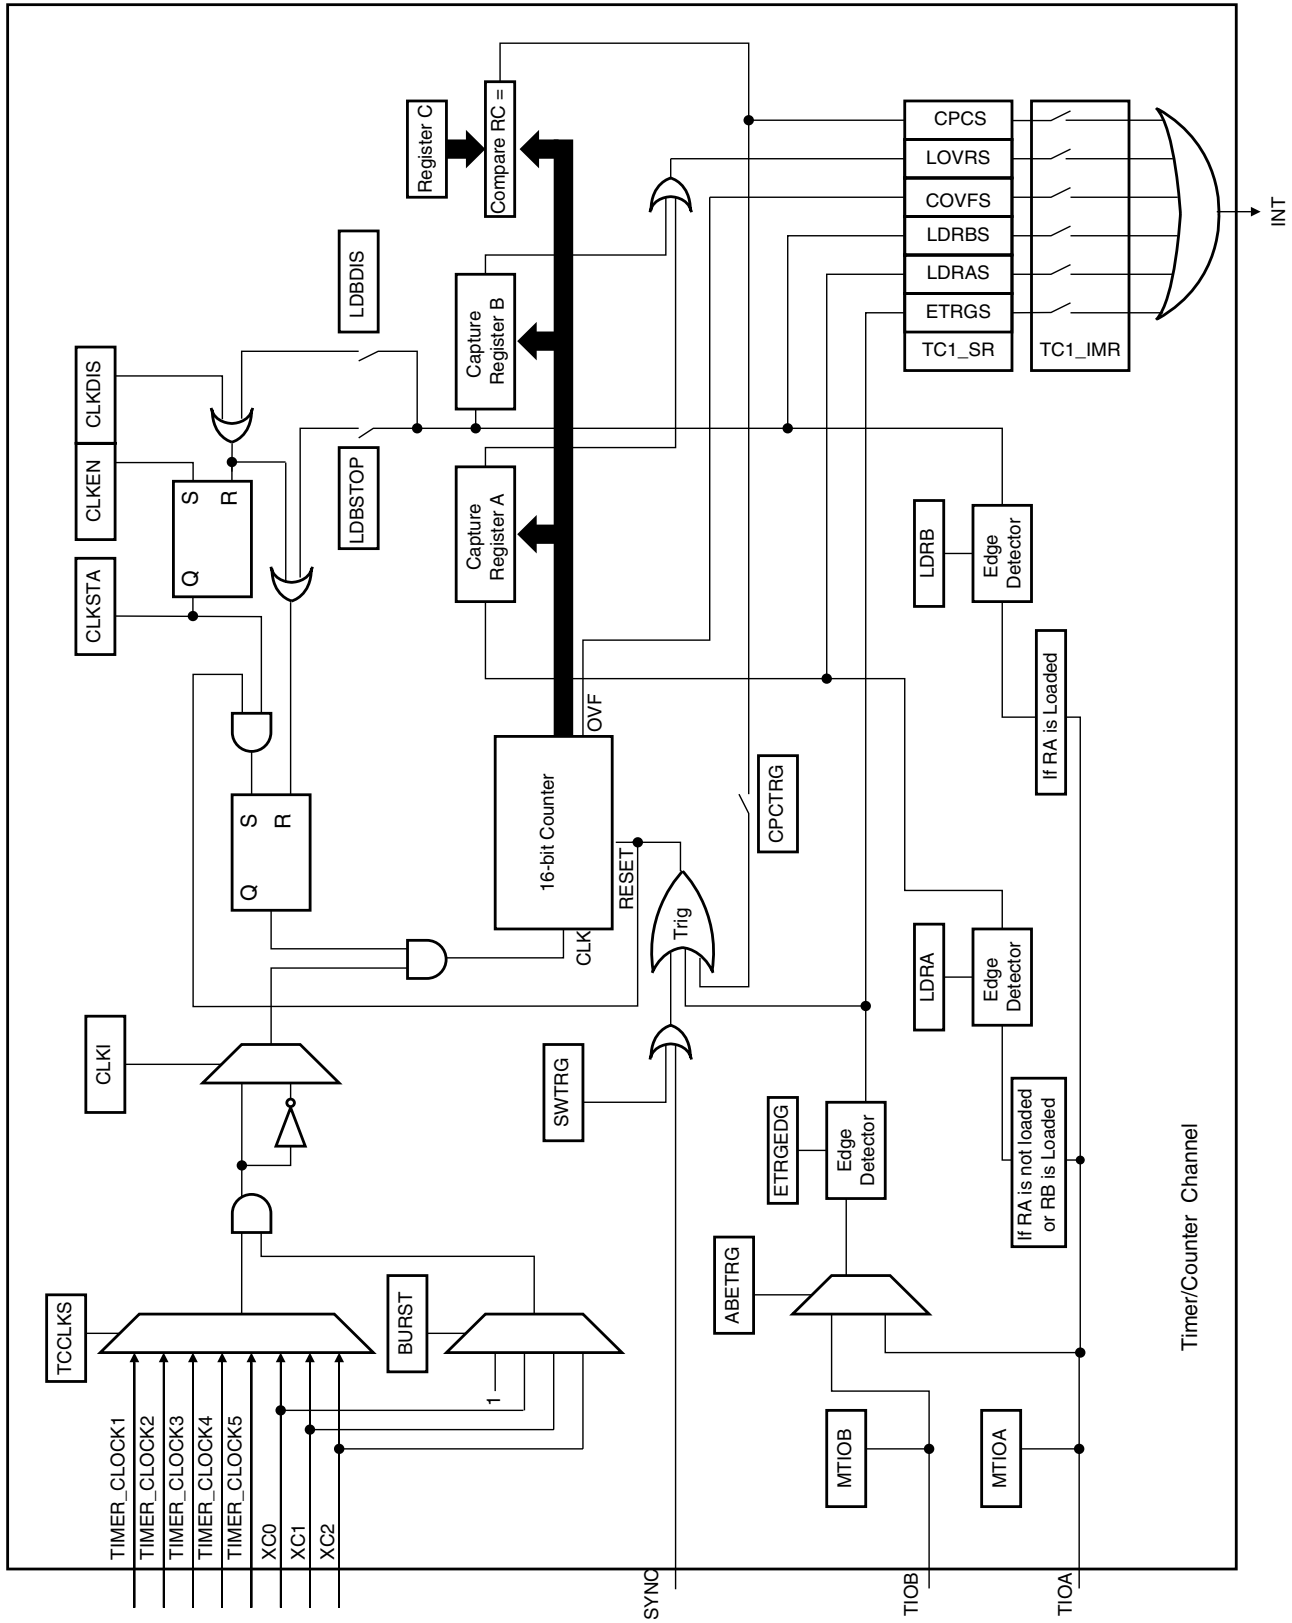 TCCLKS
TIMER_CLOCK1
TIMER_CLOCK2
TIMER_CLOCK3
TIMER_CLOCK4
TIMER_CLOCK5
XC0
XC1
XC2
CLKI
BURST
1
CLKSTA
CLKEN
CLKDIS
Q
S
R
Q
S
R
LDBSTOP
LDBDIS
Register C
Capture
Register A
Capture
Register B
Compare RC =
16-bit Counter
CLK
OVF
RESET
SWTRG
Trig
SYNC
CPCTRG
ABETRG
ETRGEDG
Edge
Detector
MTIOB
TIOB
MTIOA
TIOA
LDRA
Edge
Detector
If RA is not loaded
or RB is Loaded
LDRB
Edge
Detector
If RA is Loaded
CPCS
LOVRS
COVFS
LDRBS
LDRAS
ETRGS
TC1_SR
TC1_IMR
INT
Timer/Counter Channel